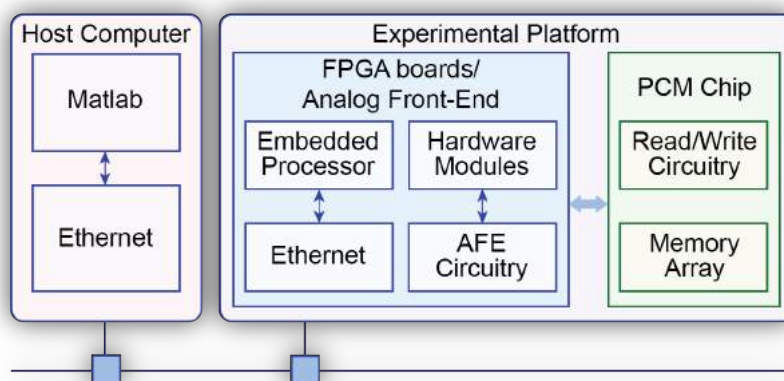 Host Computer
Matlab
Ethernet
Experimental Platform
FPGA boards/
Analog Front-End
Embedded
Processor
Hardware
Modules
Ethernet
AFE
Circuitry
PCM Chip
Read/Write
Circuitry
Memory
Array